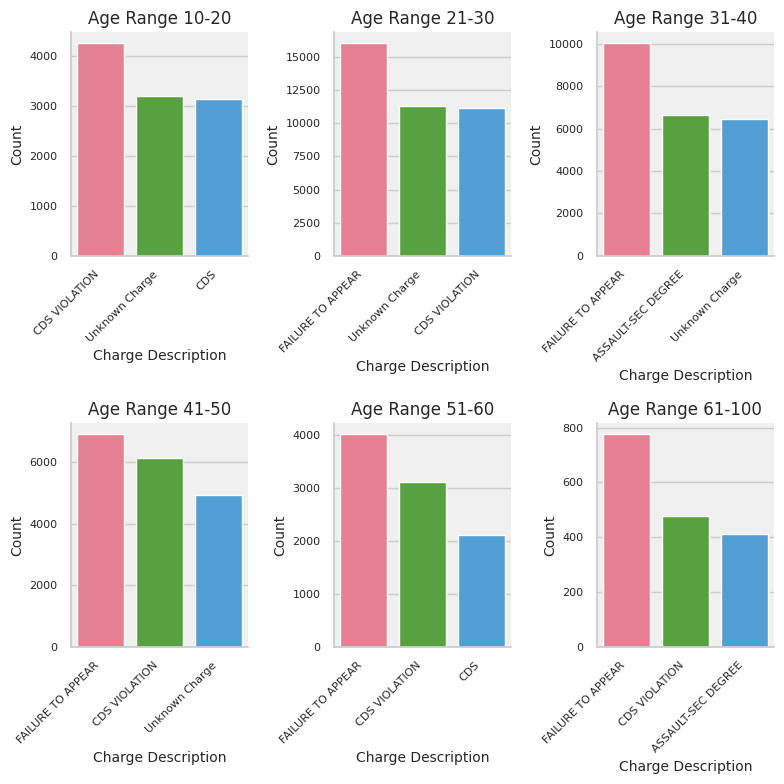 Age Range 10-20
Count
4000
3000
2000
1000
0
CDS VIOLATION
Unknown Charge
CDS
Charge Description
Age Range 21-30
Count
15000
12500
10000
7500
5000
2500
0
FAILURE TO APPEAR
Unknown Charge
CDS VIOLATION
Charge Description
Age Range 31-40
Count
10000
8000
6000
4000
2000
0
FAILURE TO APPEAR
ASSAULT-SEC DEGREE
Unknown Charge
Charge Description
Age Range 41-50
Count
6000
4000
2000
0
FAILURE TO APPEAR
CDS VIOLATION
Unknown Charge
Charge Description
Age Range 51-60
Count
4000
3000
2000
1000
0
FAILURE TO APPEAR
CDS VIOLATION
CDS
Charge Description
Age Range 61-100
Count
800
600
400
200
0
FAILURE TO APPEAR
CDS VIOLATION
ASSAULT-SEC DEGREE
Charge Description